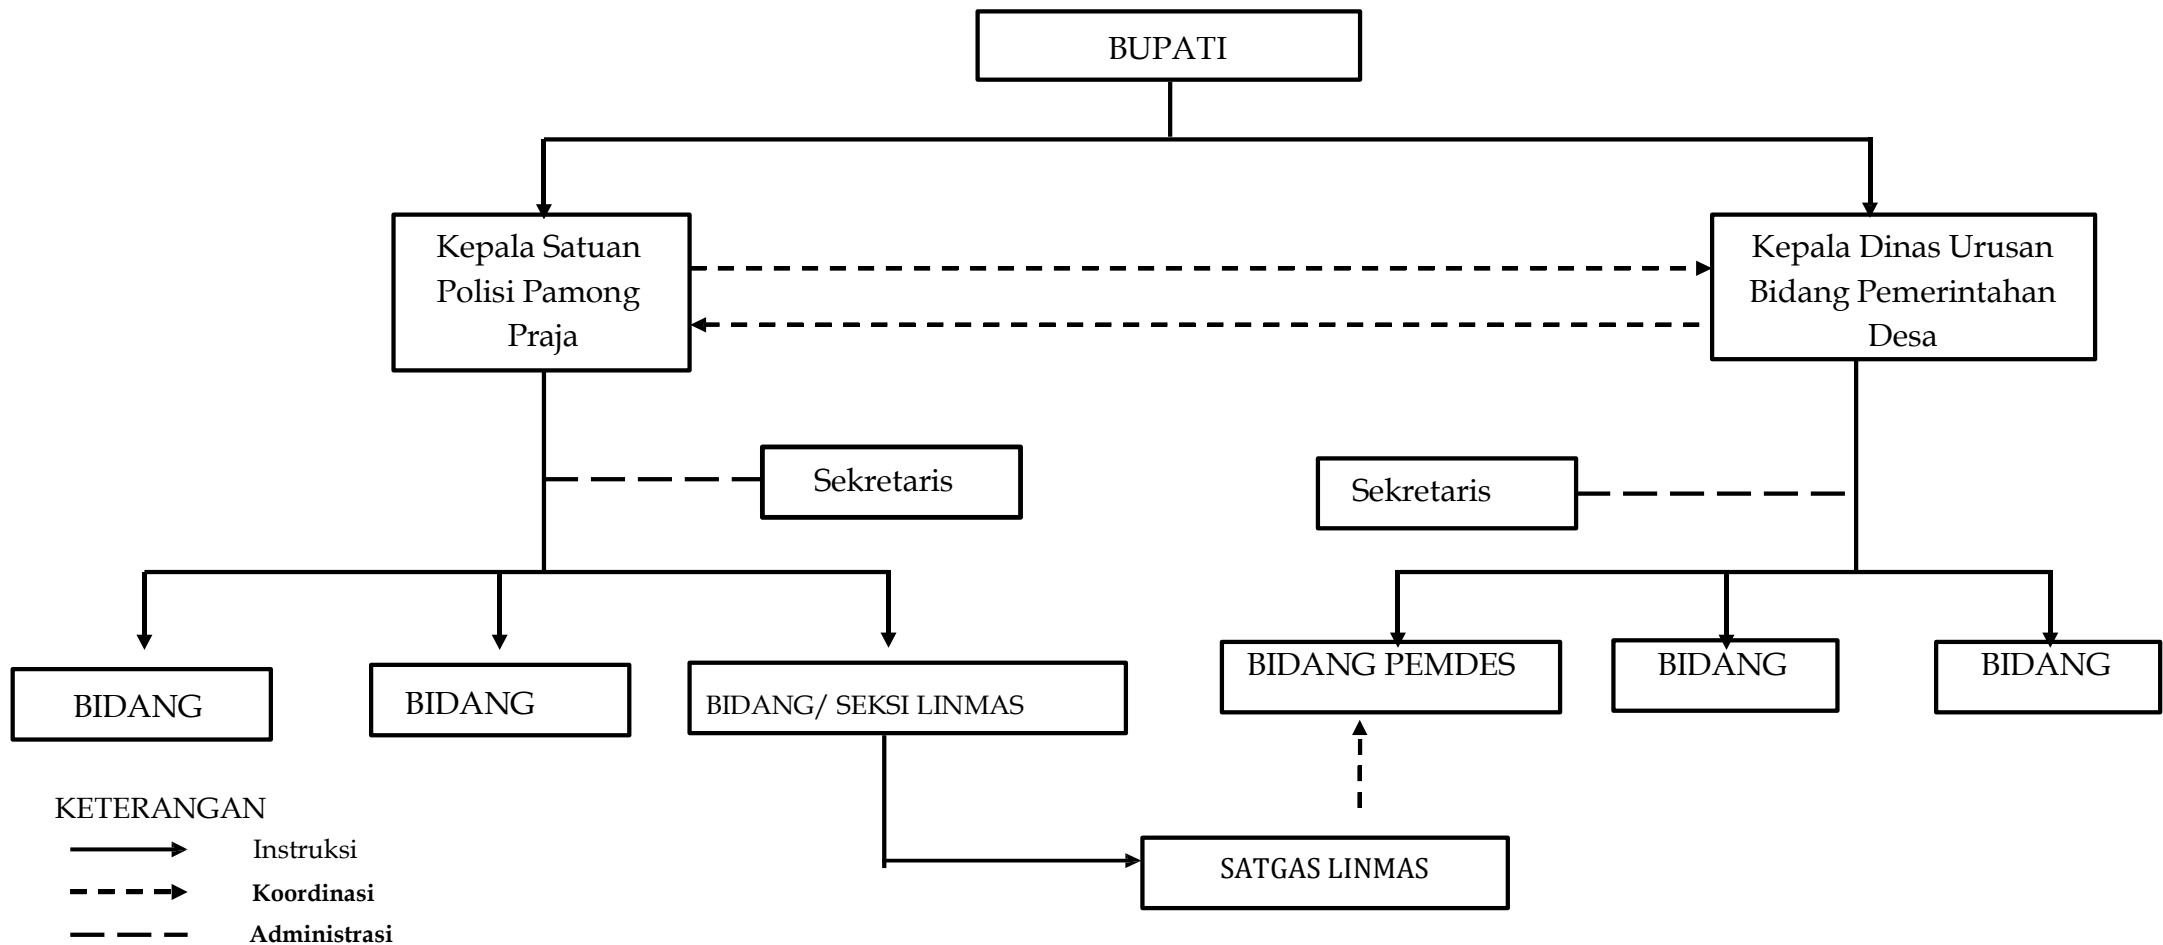 BUPATI
Kepala Satuan
Polisi Pamong
Praja
Kepala Dinas Urusan
Bidang Pemerintahan
Desa
Sekretaris
Sekretaris
BIDANG
BIDANG
BIDANG/ SEKSI LINMAS
BIDANG PEMDES
BIDANG
BIDANG
SATGAS LINMAS
KETERANGAN
Instruksi
Koordinasi
Administrasi